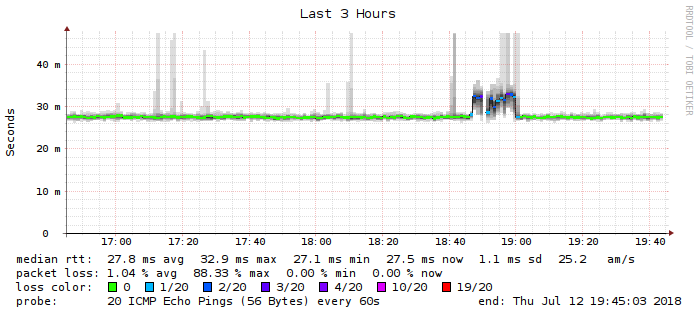 Last 3 Hours
RRDTOOL / TOBI OETIKER
Seconds
40 m
30 m
20 m
10 m
0
17:00 17:20 17:40 18:00 18:20 18:40 19:00 19:20 19:40
median rtt: 27.8 ms avg 32.9 ms max 27.1 ms min 27.5 ms now 1.1 ms sd 25.2 am/s
packet loss: 1.04 % avg 88.33 % max 0.00 % min 0.00 % now
loss color: 0 1/20 2/20 3/20 4/20 10/20 19/20
probe: 20 ICMP Echo Pings (56 Bytes) every 60s end: Thu Jul 12 19:45:03 2018